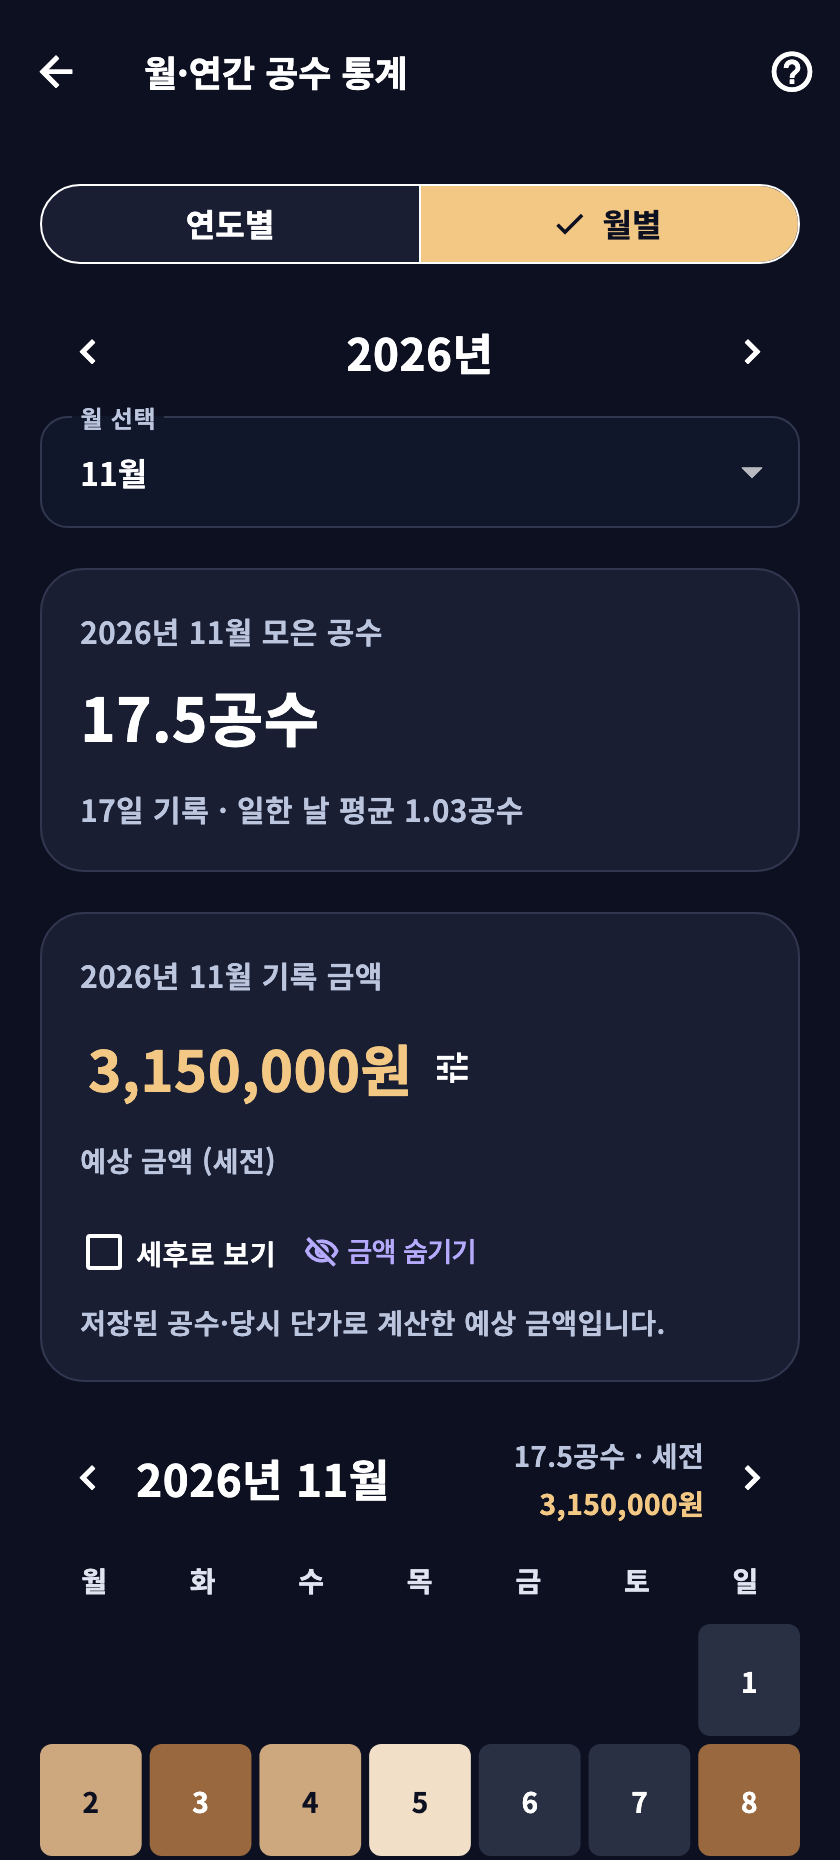 월·연간 공수 통계
연도별
월별
2026년
월 선택
11월
2026년 11월 모은 공수
17.5공수
17일 기록 · 일한 날 평균 1.03공수
2026년 11월 기록 금액
3,150,000원
예상 금액 (세전)
세후로 보기 금액 숨기기
저장된 공수·당시 단가로 계산한 예상 금액입니다.
2026년 11월
17.5공수 · 세전
3,150,000원
월 화 수 목 금 토 일
1
2 3 4 5 6 7 8